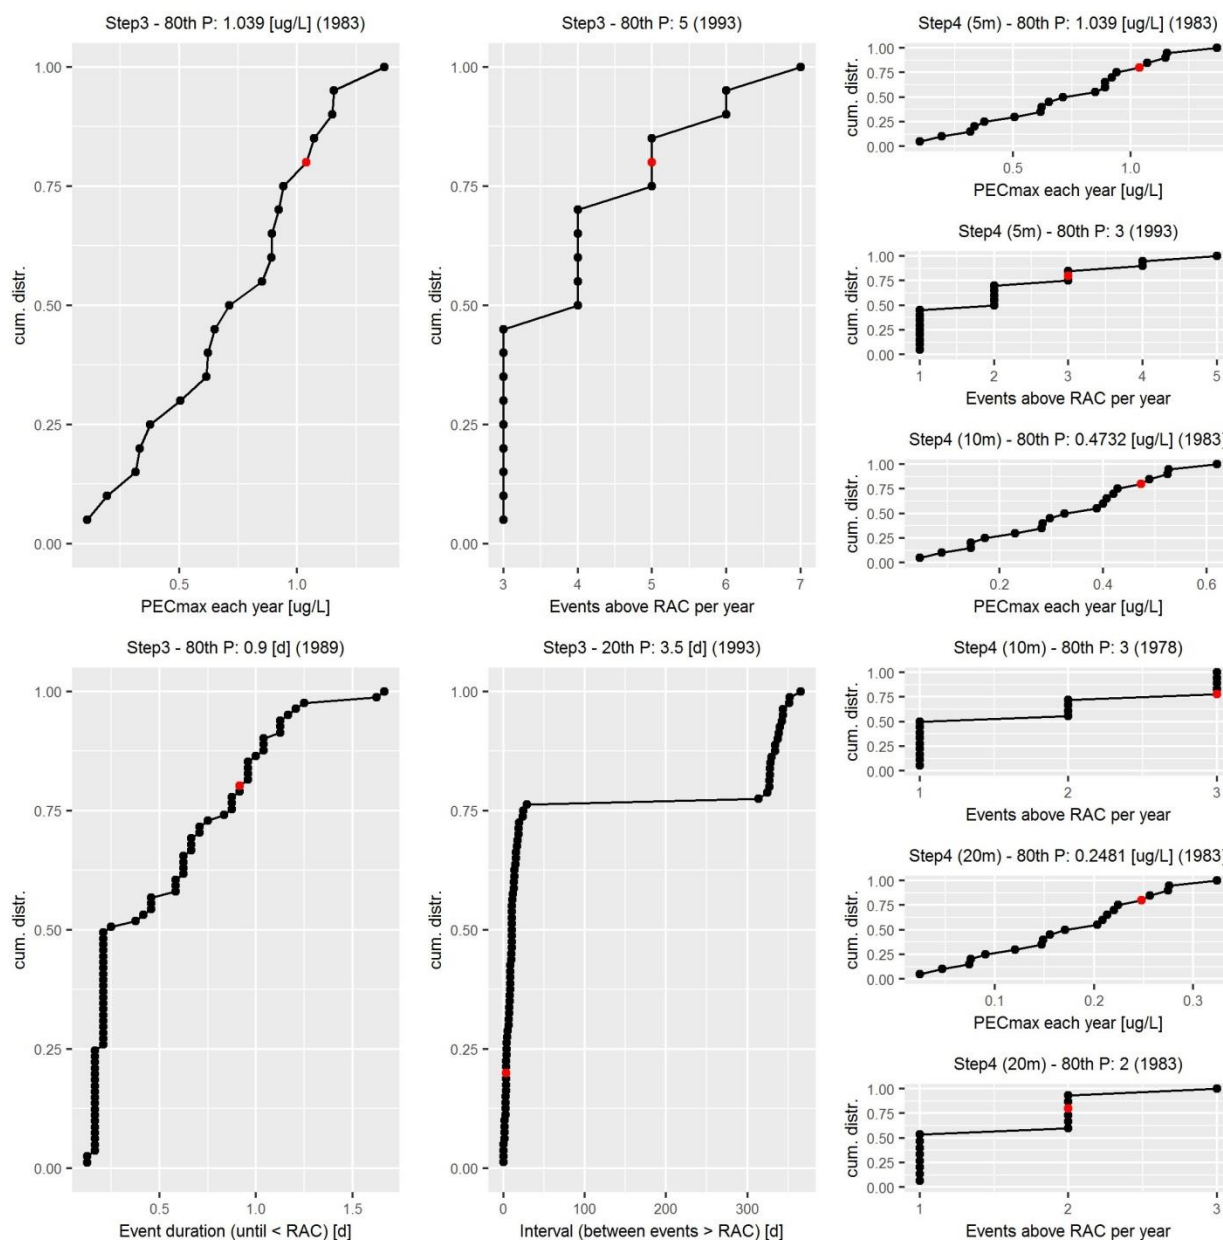 Step3 - 80th P: 1.039 [ug/L] (1983)
cum. distr.
1.00
0.75
0.50
0.25
0.00
0.5 1.0
PECmax each year [ug/L]
Step3 - 80th P: 5 (1993)
cum. distr.
1.00
0.75
0.50
0.25
0.00
3 4 5 6 7
Events above RAC per year
Step3 - 80th P: 0.9 [d] (1989)
cum. distr.
1.00
0.75
0.50
0.25
0.00
0.5 1.0 1.5
Event duration (until < RAC) [d]
Step3 - 20th P: 3.5 [d] (1993)
cum. distr.
1.00
0.75
0.50
0.25
0.00
0 100 200 300
Interval (between events > RAC) [d]
Step4 (5m) - 80th P: 1.039 [ug/L] (1983)
cum. distr.
1.00
0.75
0.50
0.25
0.00
0.5 1.0
PECmax each year [ug/L]
Step4 (5m) - 80th P: 3 (1993)
cum. distr.
1.00
0.75
0.50
0.25
0.00
1 2 3 4 5
Events above RAC per year
Step4 (10m) - 80th P: 0.4732 [ug/L] (1983)
cum. distr.
1.00
0.75
0.50
0.25
0.00
0.2 0.4 0.6
PECmax each year [ug/L]
Step4 (10m) - 80th P: 3 (1978)
cum. distr.
1.00
0.75
0.50
0.25
0.00
1 2 3
Events above RAC per year
Step4 (20m) - 80th P: 0.2481 [ug/L] (1983)
cum. distr.
1.00
0.75
0.50
0.25
0.00
0.1 0.2 0.3
PECmax each year [ug/L]
Step4 (20m) - 80th P: 2 (1983)
cum. distr.
1.00
0.75
0.50
0.25
0.00
1 2 3
Events above RAC per year